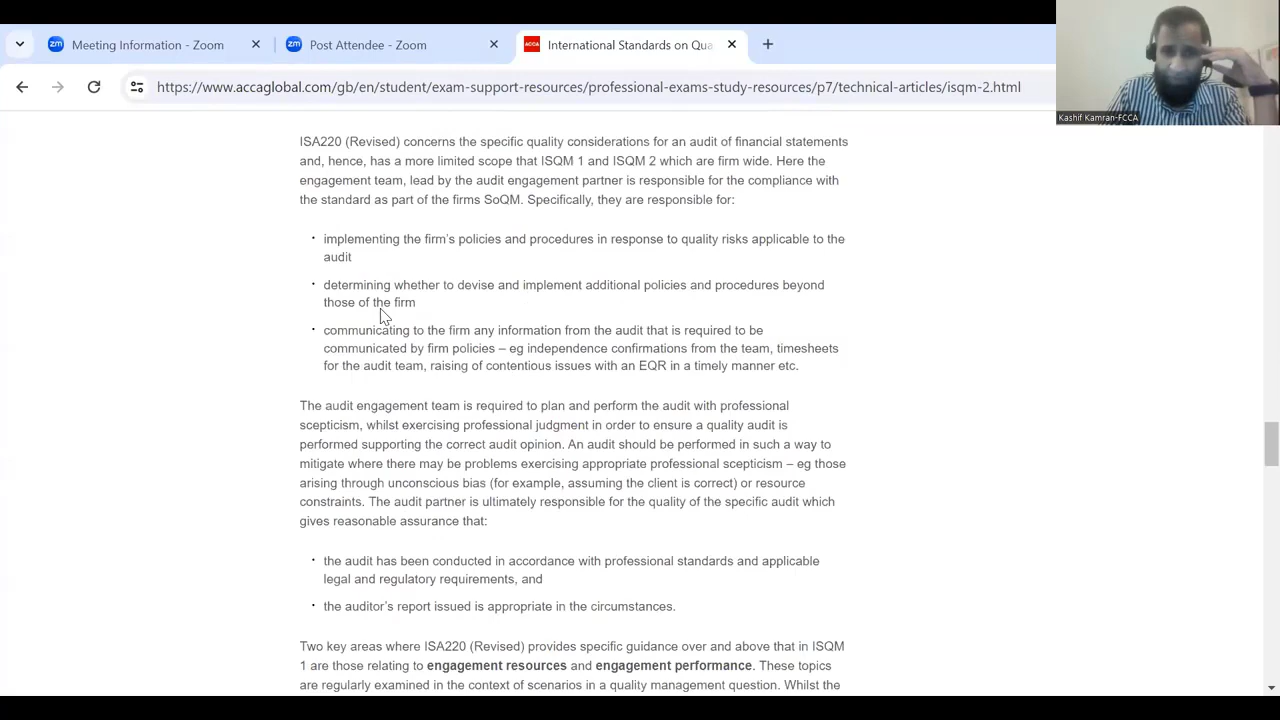 Meeting Information - Zoom
Post Attendee - Zoom
ACCA
International Standards on Qua
https://www.accaglobal.com/gb/en/student/exam-support-resources/professional-exams-study-resources/p7/technical-articles/isqm-2.html
Kashif Kamran-FCCA
ISA220 (Revised) concerns the specific quality considerations for an audit of financial statements
and, hence, has a more limited scope that ISQM 1 and ISQM 2 which are firm wide. Here the
engagement team, lead by the audit engagement partner is responsible for the compliance with
the standard as part of the firms SoQM. Specifically, they are responsible for:
· implementing the firm's policies and procedures in response to quality risks applicable to the
audit
· determining whether to devise and implement additional policies and procedures beyond
those of the firm
· communicating to the firm any information from the audit that is required to be
communicated by firm policies – eg independence confirmations from the team, timesheets
for the audit team, raising of contentious issues with an EQR in a timely manner etc.
The audit engagement team is required to plan and perform the audit with professional
scepticism, whilst exercising professional judgment in order to ensure a quality audit is
performed supporting the correct audit opinion. An audit should be performed in such a way to
mitigate where there may be problems exercising appropriate professional scepticism – eg those
arising through unconscious bias (for example, assuming the client is correct) or resource
constraints. The audit partner is ultimately responsible for the quality of the specific audit which
gives reasonable assurance that:
· the audit has been conducted in accordance with professional standards and applicable
legal and regulatory requirements, and
· the auditor's report issued is appropriate in the circumstances.
Two key areas where ISA220 (Revised) provides specific guidance over and above that in ISQM
1 are those relating to engagement resources and engagement performance. These topics
are regularly examined in the context of scenarios in a quality management question. Whilst the